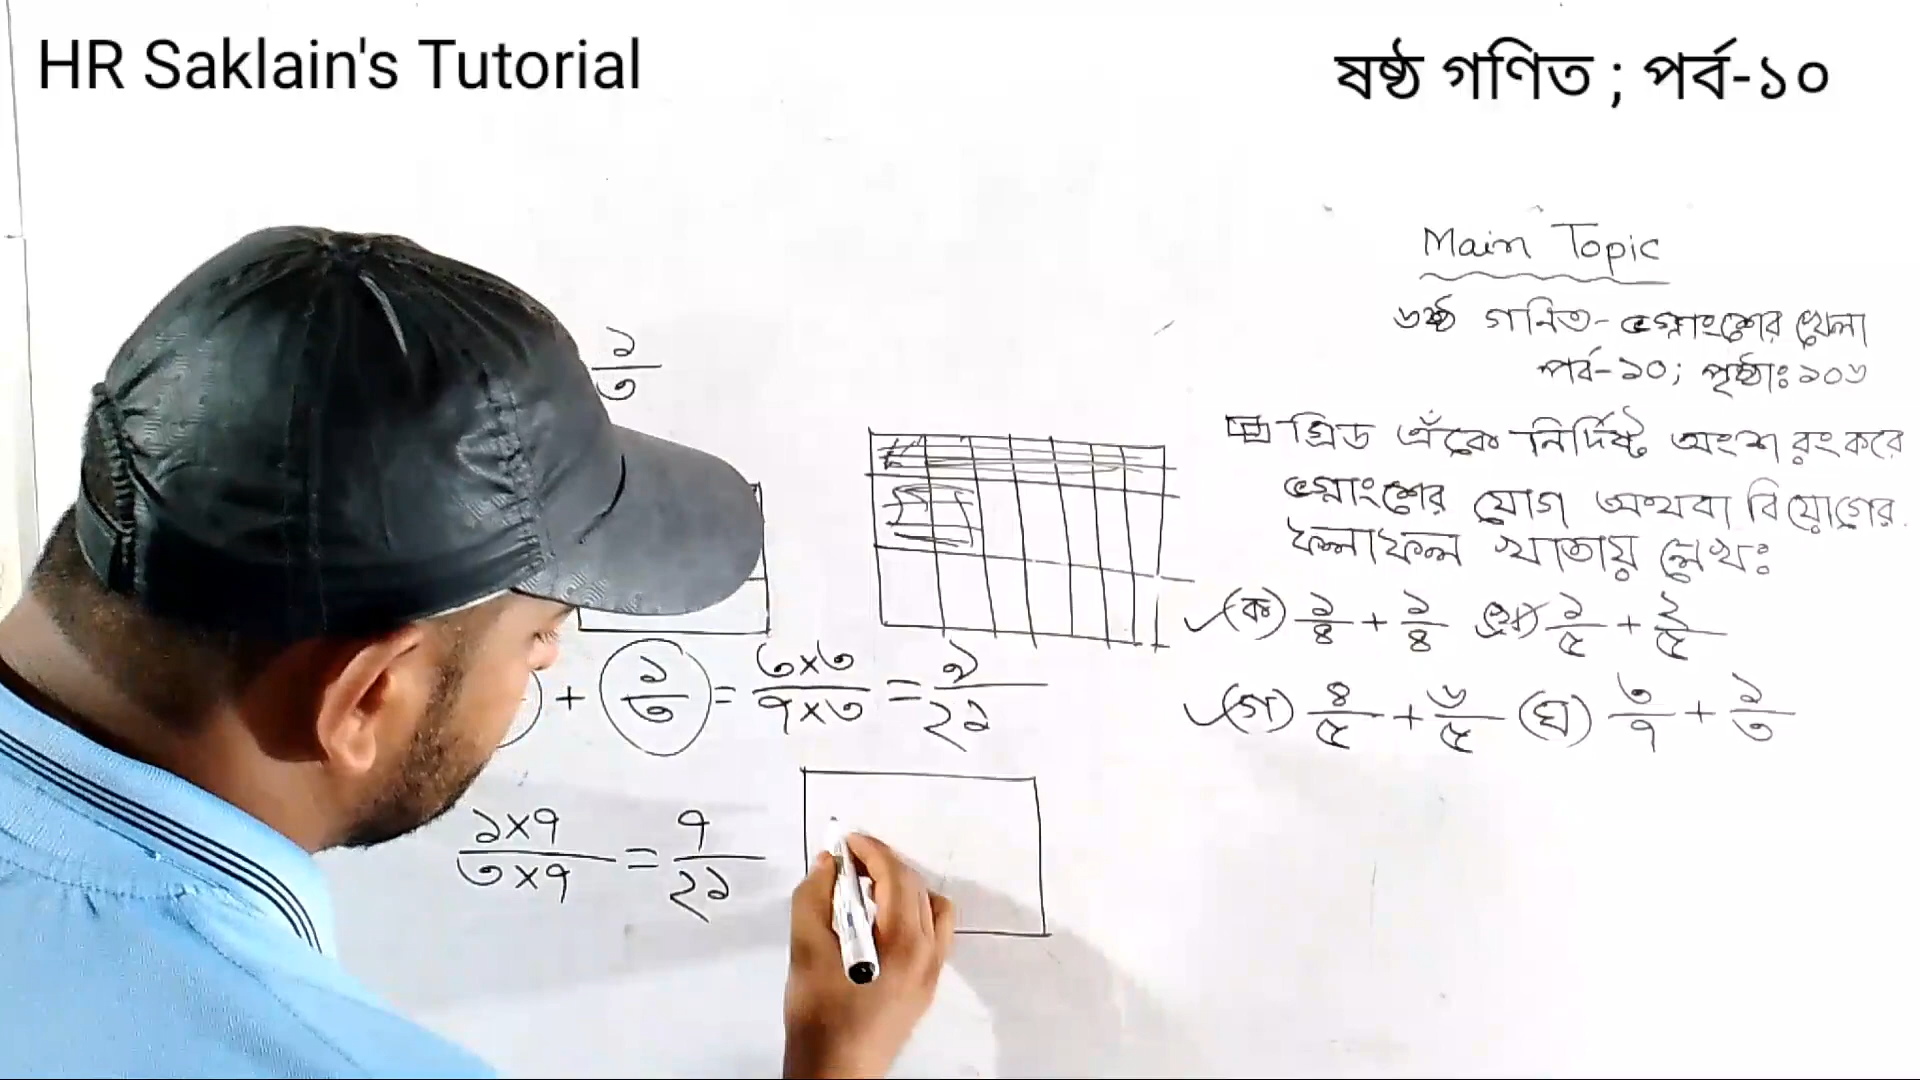 HR Saklain's Tutorial
ষষ্ঠ গণিত ; পর্ব-১০
Main Topic
৬ষ্ঠ গনিত- ভগ্নাংশের খেলা
পর্ব-১০; পৃষ্ঠাঃ ১০৬
গ্রিড এঁকে নির্দিষ্ট অংশ রং করে
ভগ্নাংশের যোগ অথবা বিয়োগের
ফলাফল খাতায় লেখঃ
(ক) ১/৪ + ১/৪ (খ) ১/৫ + ২/৫
(গ) ৪/৫ + ৬/৫ (ঘ) ৩/৭ + ১/৩
১/৩
+ ১/৩ = ৩×৩/৭×৩ = ৯/২১
১×৭/৩×৭ = ৭/২১